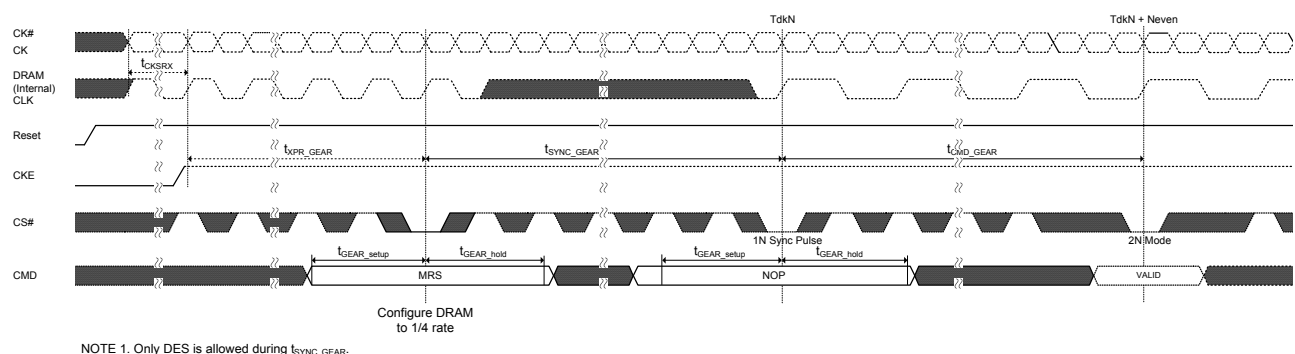 TdkN
TdkN + Neven
CK#
CK
tCKSRX
DRAM
(Internal)
CLK
Reset
tXPR_GEAR
tSYNC_GEAR
tCMD_GEAR
CKE
CS#
1N Sync Pulse
2N Mode
tGEAR_setup
tGEAR_hold
tGEAR_setup
tGEAR_hold
CMD
MRS
NOP
VALID
Configure DRAM
to 1/4 rate
NOTE 1. Only DES is allowed during tSYNC_GEAR.